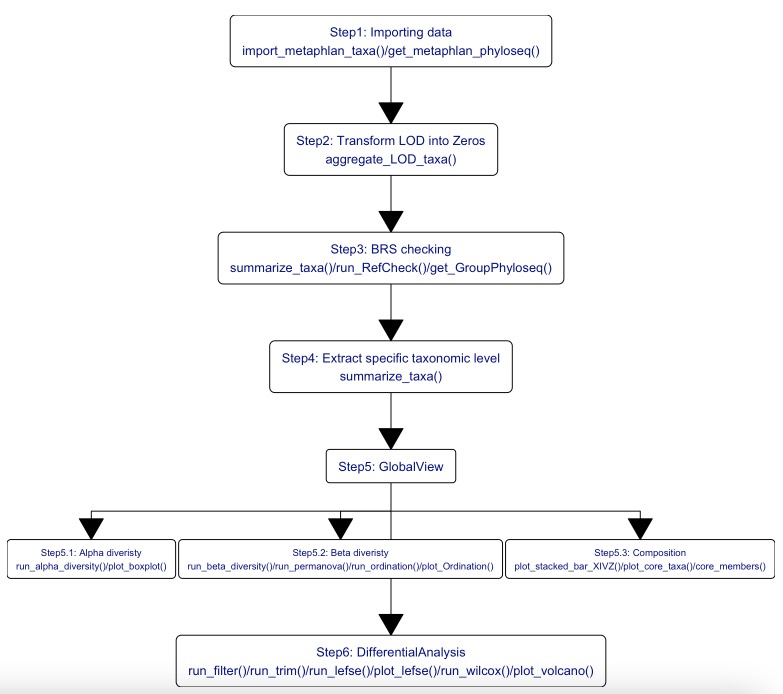 Step1: Importing data
import_metaphlan_taxa()/get_metaphlan_phyloseq()
Step2: Transform LOD into Zeros
aggregate_LOD_taxa()
Step3: BRS checking
summarize_taxa()/run_RefCheck()/get_GroupPhyloseq()
Step4: Extract specific taxonomic level
summarize_taxa()
Step5: GlobalView
Step5.1: Alpha diveristy
run_alpha_diversity()/plot_boxplot()
Step5.2: Beta diveristy
run_beta_diversity()/run_permanova()/run_ordination()/plot_Ordination()
Step5.3: Composition
plot_stacked_bar_XIVZ()/plot_core_taxa()/core_members()
Step6: DifferentialAnalysis
run_filter()/run_trim()/run_lefse()/plot_lefse()/run_wilcox()/plot_volcano()